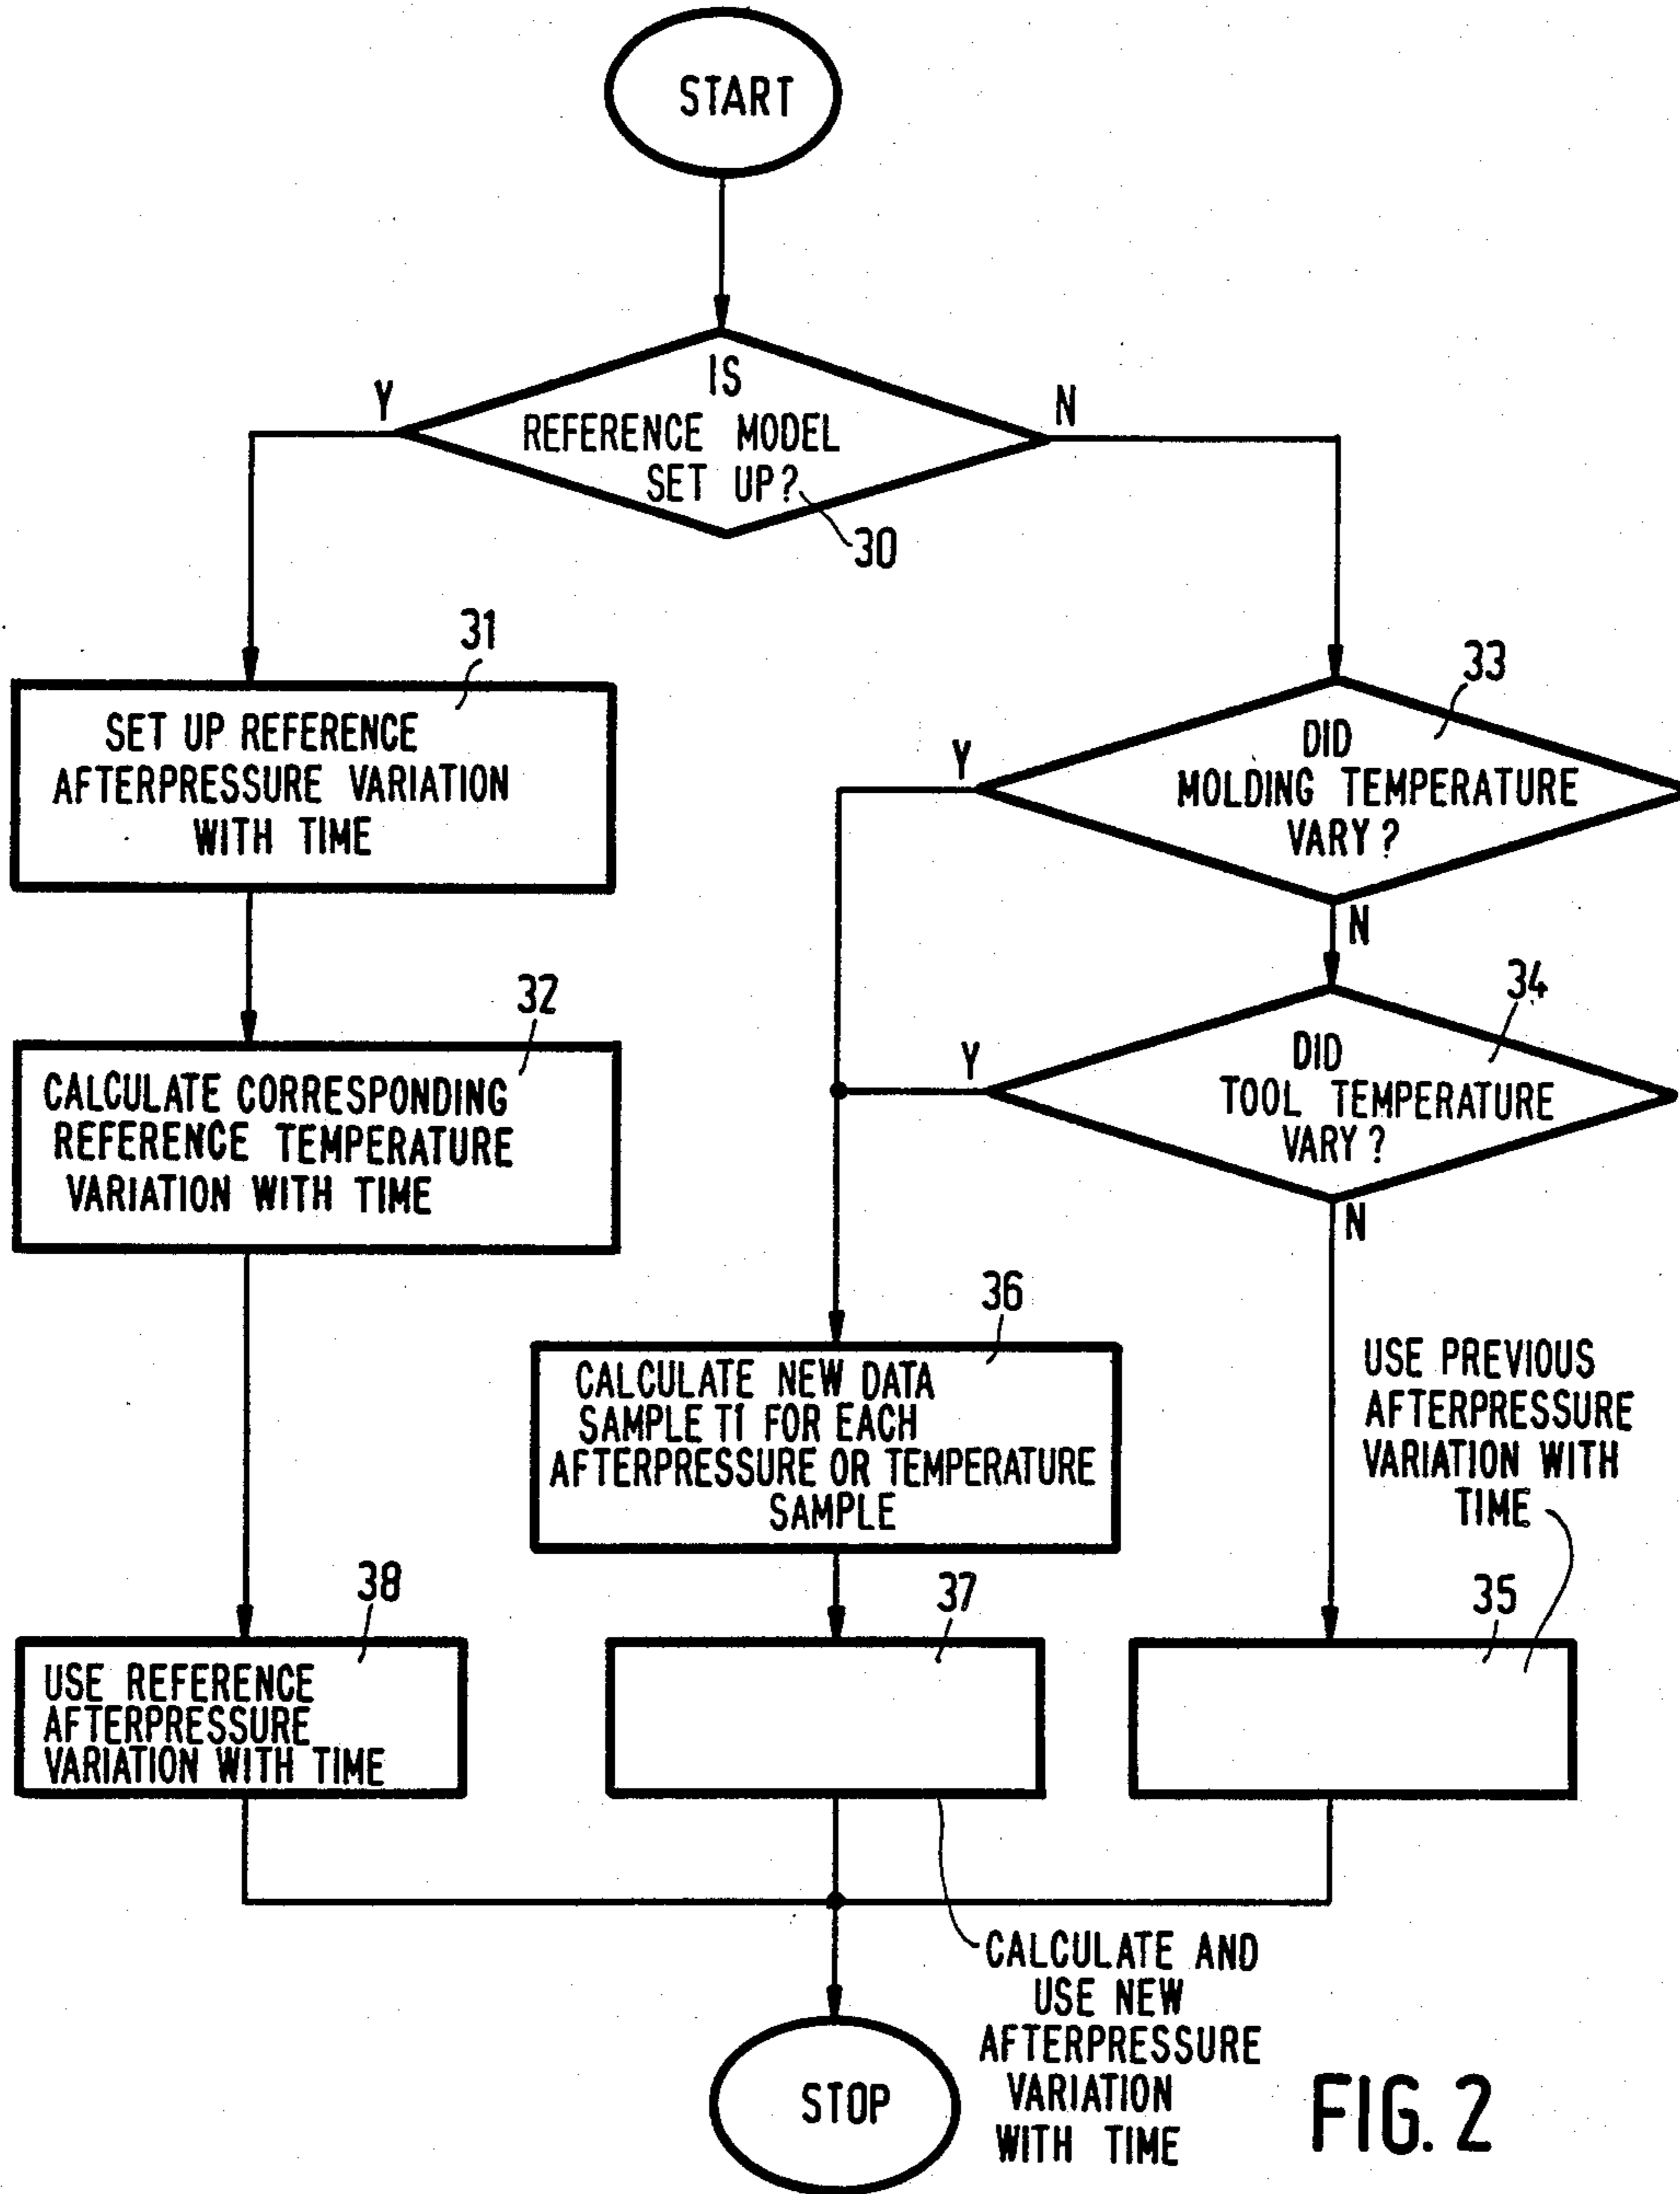 START
IS
REFERENCE MODEL
SET UP?
Y
N
30
31
SET UP REFERENCE
AFTERPRESSURE VARIATION
WITH TIME
33
DID
MOLDING TEMPERATURE
VARY?
Y
N
32
CALCULATE CORRESPONDING
REFERENCE TEMPERATURE
VARIATION WITH TIME
34
DID
TOOL TEMPERATURE
VARY?
Y
N
36
CALCULATE NEW DATA
SAMPLE T1 FOR EACH
AFTERPRESSURE OR TEMPERATURE
SAMPLE
USE PREVIOUS
AFTERPRESSURE
VARIATION WITH
TIME
38
USE REFERENCE
AFTERPRESSURE
VARIATION WITH TIME
37
35
CALCULATE AND
USE NEW
AFTERPRESSURE
VARIATION
WITH TIME
STOP
FIG. 2